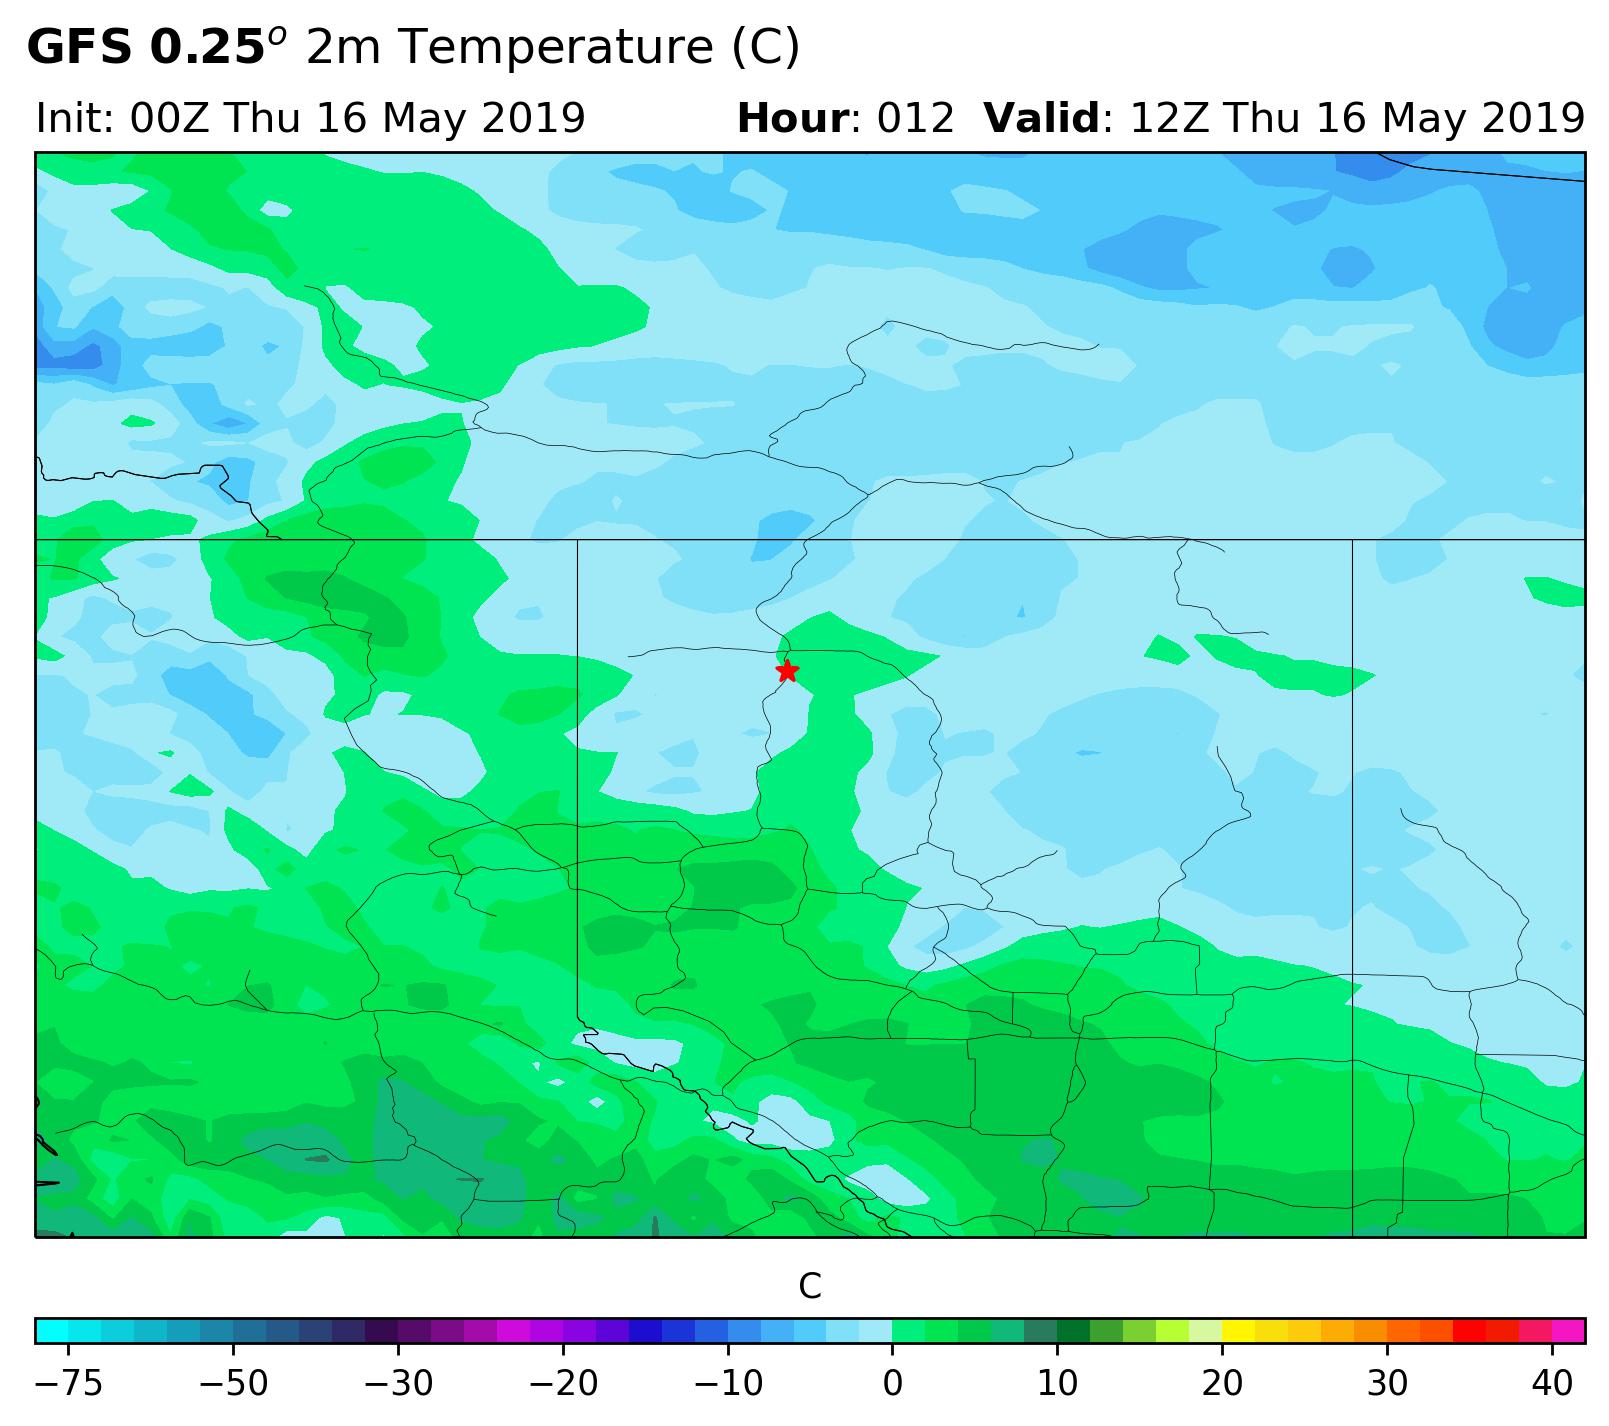 GFS 0.25o 2m Temperature (C)
Init: 00Z Thu 16 May 2019 Hour: 012 Valid: 12Z Thu 16 May 2019
C
−75 −50 −30 −20 −10 0 10 20 30 40